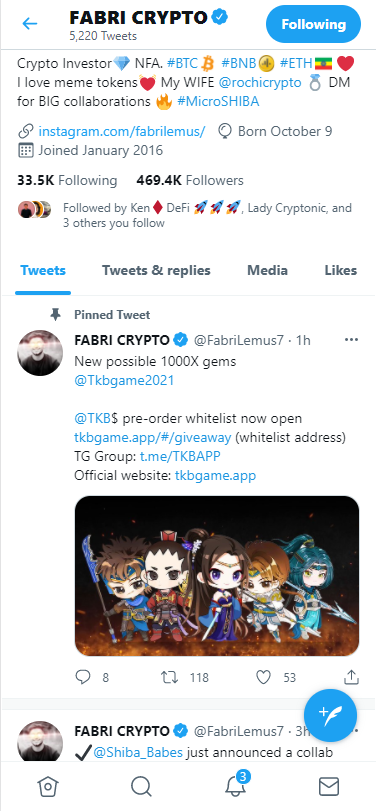 FABRI CRYPTO
5,220 Tweets
Following
Crypto Investor💎 NFA. #BTC #BNB #ETH🇪🇹 ❤️
I love meme tokens💓 My WIFE @rochicrypto 💍 DM
for BIG collaborations 🔥 #MicroSHIBA
instagram.com/fabrilemus/ Born October 9
Joined January 2016
33.5K Following 469.4K Followers
Followed by Ken♦️DeFi 🚀🚀🚀, Lady Cryptonic, and
3 others you follow
Tweets Tweets & replies Media Likes
Pinned Tweet
FABRI CRYPTO @FabriLemus7 · 1h
New possible 1000X gems
@Tkbgame2021
@TKB$ pre-order whitelist now open
tkbgame.app/#/giveaway (whitelist address)
TG Group: t.me/TKBAPP
Official website: tkbgame.app
8 118 53
FABRI CRYPTO @FabriLemus7 · 3h
✔️@Shiba_Babes just announced a collab
3